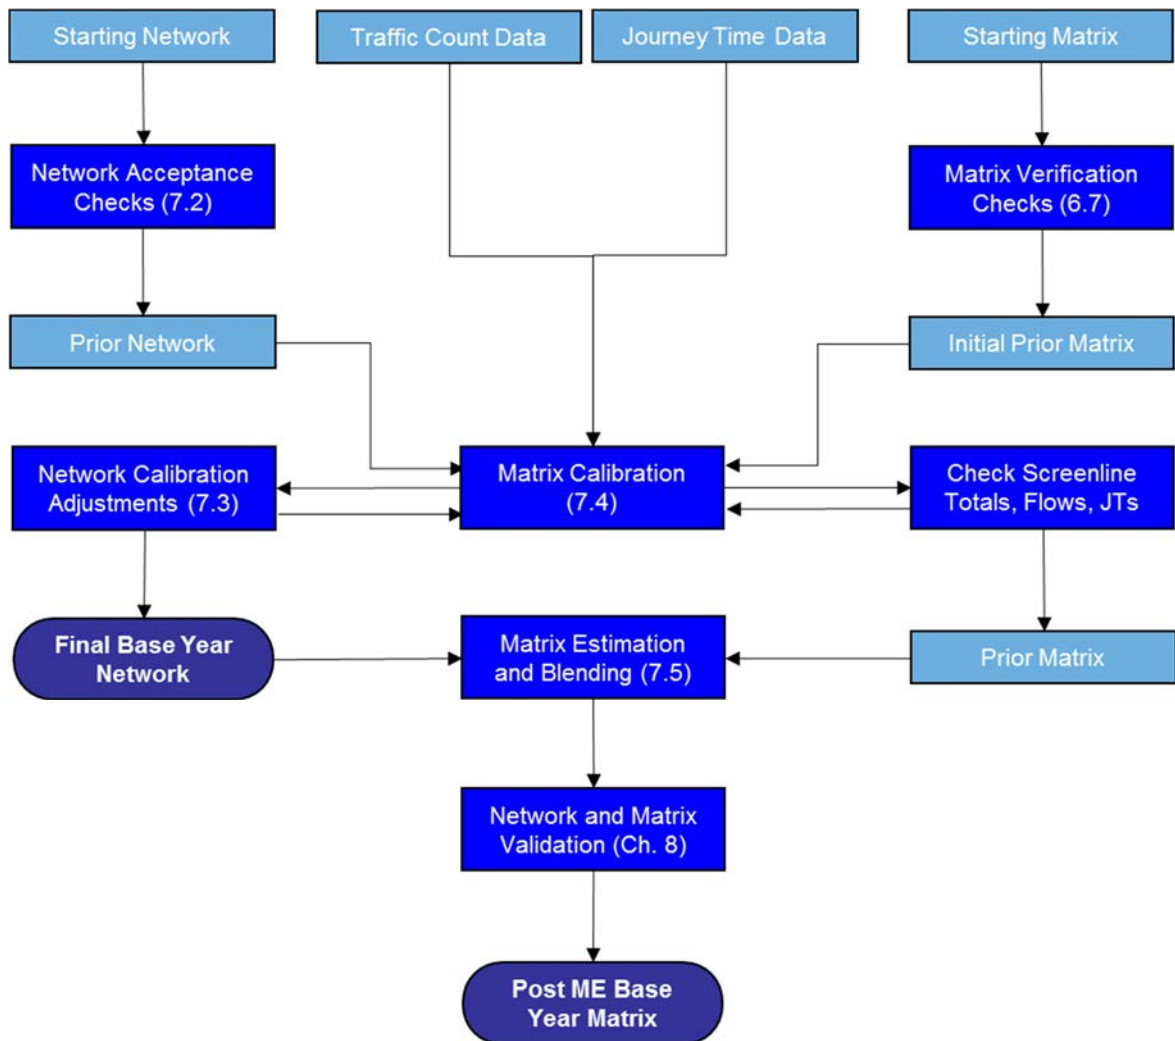 Starting Network
Traffic Count Data
Journey Time Data
Starting Matrix
Network Acceptance
Checks (7.2)
Matrix Verification
Checks (6.7)
Prior Network
Initial Prior Matrix
Network Calibration
Adjustments (7.3)
Matrix Calibration
(7.4)
Check Screenline
Totals, Flows, JTs
Final Base Year
Network
Matrix Estimation
and Blending (7.5)
Prior Matrix
Network and Matrix
Validation (Ch. 8)
Post ME Base
Year Matrix